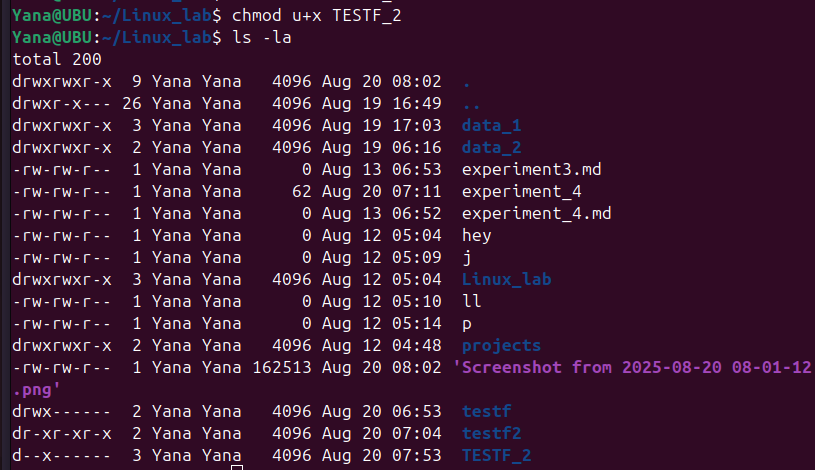 Yana@UBU:~/Linux_lab$ chmod u+x TESTF_2
Yana@UBU:~/Linux_lab$ ls -la
total 200
drwxrwxr-x  9 Yana Yana   4096 Aug 20 08:02  .
drwxr-x--- 26 Yana Yana   4096 Aug 19 16:49  ..
drwxrwxr-x  3 Yana Yana   4096 Aug 19 17:03  data_1
drwxrwxr-x  2 Yana Yana   4096 Aug 19 06:16  data_2
-rw-rw-r--  1 Yana Yana      0 Aug 13 06:53  experiment3.md
-rw-rw-r--  1 Yana Yana     62 Aug 20 07:11  experiment_4
-rw-rw-r--  1 Yana Yana      0 Aug 13 06:52  experiment_4.md
-rw-rw-r--  1 Yana Yana      0 Aug 12 05:04  hey
-rw-rw-r--  1 Yana Yana      0 Aug 12 05:09  j
drwxrwxr-x  3 Yana Yana   4096 Aug 12 05:04  Linux_lab
-rw-rw-r--  1 Yana Yana      0 Aug 12 05:10  ll
-rw-rw-r--  1 Yana Yana      0 Aug 12 05:14  p
drwxrwxr-x  2 Yana Yana   4096 Aug 12 04:48  projects
-rw-rw-r--  1 Yana Yana 162513 Aug 20 08:02 'Screenshot from 2025-08-20 08-01-12
.png'
drwx------  2 Yana Yana   4096 Aug 20 06:53  testf
dr-xr-xr-x  2 Yana Yana   4096 Aug 20 07:04  testf2
d--x------  3 Yana Yana   4096 Aug 20 07:53  TESTF_2